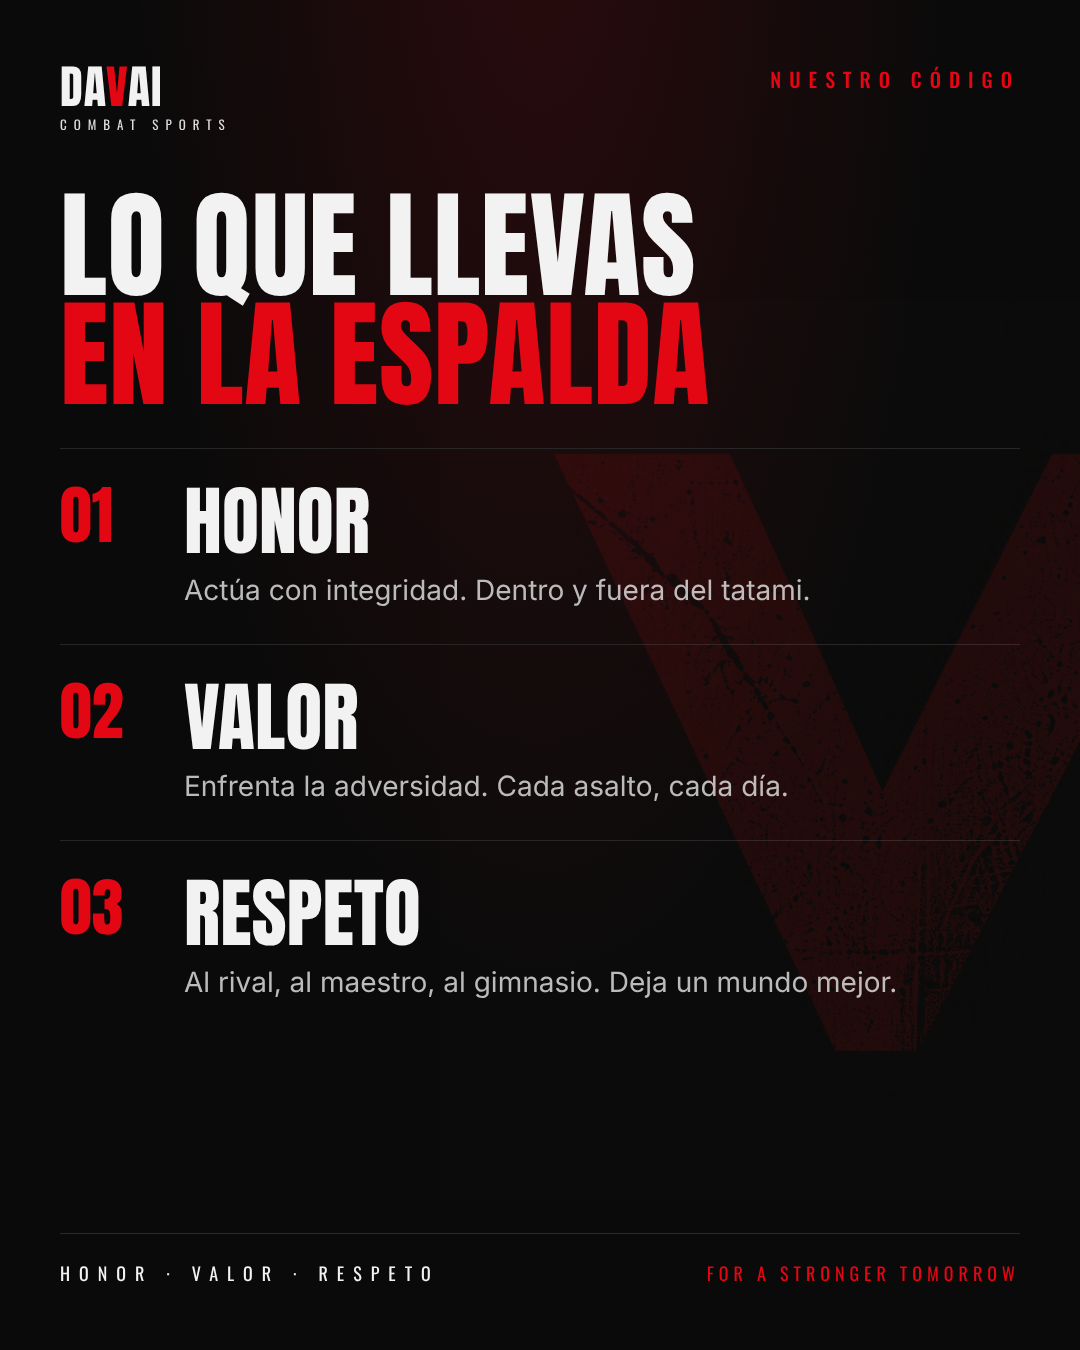 DAVAI
COMBAT SPORTS
NUESTRO CÓDIGO
LO QUE LLEVAS
EN LA ESPALDA
01
HONOR
Actúa con integridad. Dentro y fuera del tatami.
02
VALOR
Enfrenta la adversidad. Cada asalto, cada día.
03
RESPETO
Al rival, al maestro, al gimnasio. Deja un mundo mejor.
HONOR · VALOR · RESPETO
FOR A STRONGER TOMORROW